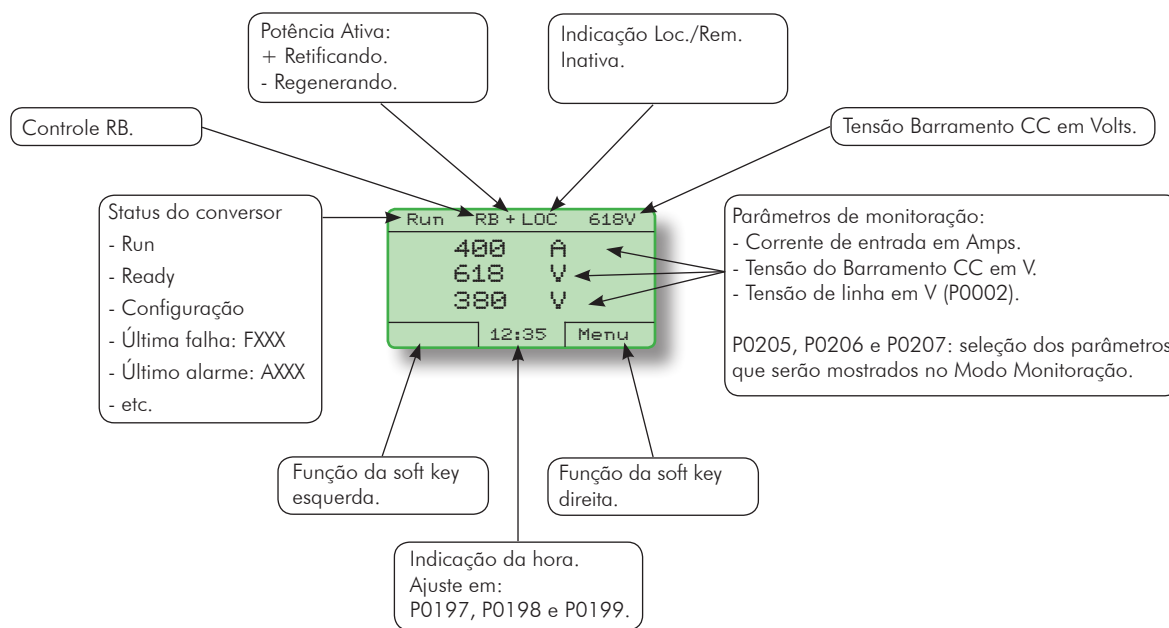 Potência Ativa:
+ Retificando.
- Regenerando.
Indicação Loc./Rem.
Inativa.
Controle RB.
Tensão Barramento CC em Volts.
Status do conversor
- Run
- Ready
- Configuração
- Última falha: FXXX
- Último alarme: AXXX
- etc.
Run RB + LOC 618V
400 A
618 V
380 V
12:35 Menu
Parâmetros de monitoração:
- Corrente de entrada em Amps.
- Tensão do Barramento CC em V.
- Tensão de linha em V (P0002).
P0205, P0206 e P0207: seleção dos parâmetros
que serão mostrados no Modo Monitoração.
Função da soft key
esquerda.
Função da soft key
direita.
Indicação da hora.
Ajuste em:
P0197, P0198 e P0199.